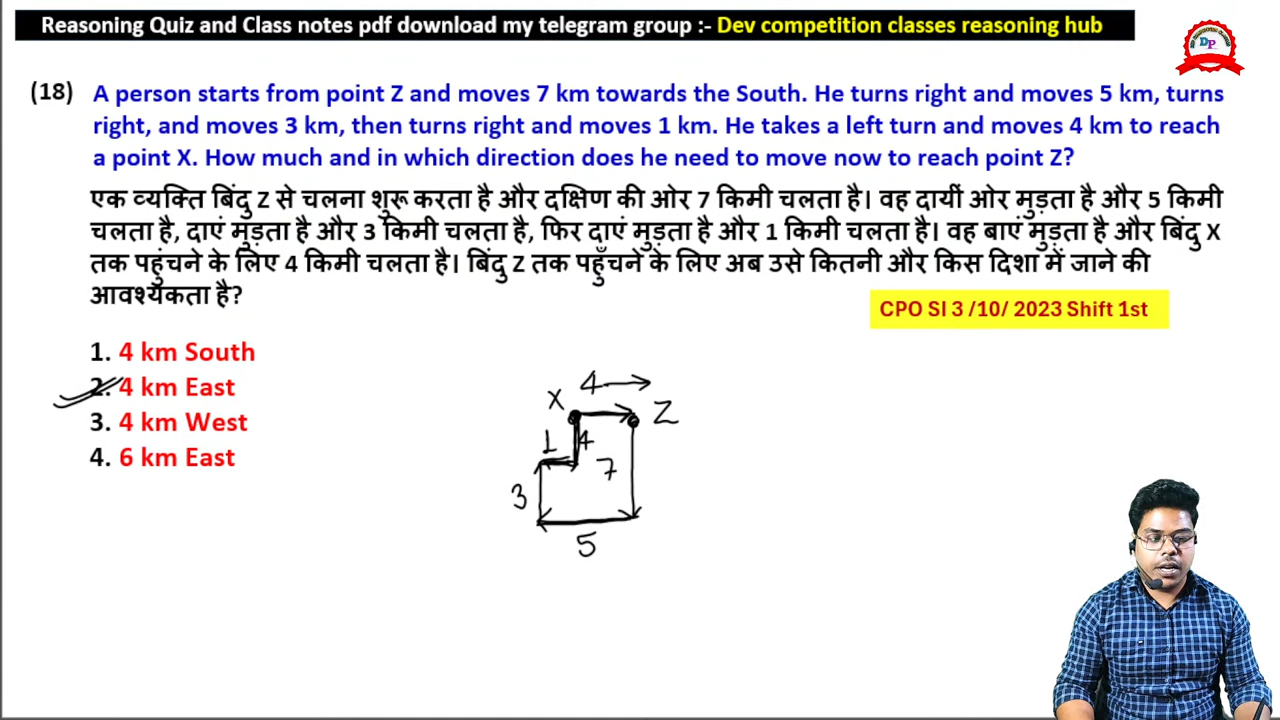 Reasoning Quiz and Class notes pdf download my telegram group :- Dev competition classes reasoning hub
DP
(18) A person starts from point Z and moves 7 km towards the South. He turns right and moves 5 km, turns
right, and moves 3 km, then turns right and moves 1 km. He takes a left turn and moves 4 km to reach
a point X. How much and in which direction does he need to move now to reach point Z?
एक व्यक्ति बिंदु Z से चलना शुरू करता है और दक्षिण की ओर 7 किमी चलता है। वह दायीं ओर मुड़ता है और 5 किमी
चलता है, दाएं मुड़ता है और 3 किमी चलता है, फिर दाएं मुड़ता है और 1 किमी चलता है। वह बाएं मुड़ता है और बिंदु X
तक पहुंचने के लिए 4 किमी चलता है। बिंदु Z तक पहुँचने के लिए अब उसे कितनी और किस दिशा में जाने की
आवश्यकता है?
CPO SI 3 /10/ 2023 Shift 1st
1. 4 km South
2. 4 km East
3. 4 km West
4. 6 km East
4
X
Z
1 4
7
3
5